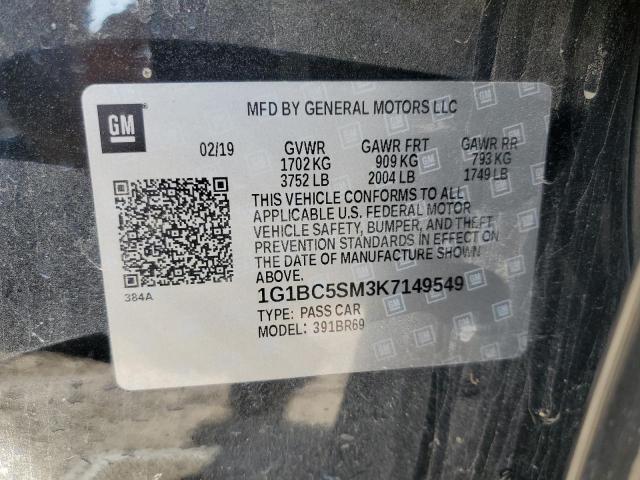 GM
MFD BY GENERAL MOTORS LLC
02/19 GVWR GAWR FRT GAWR RR
1702 KG 909 KG 793 KG
3752 LB 2004 LB 1749 LB
THIS VEHICLE CONFORMS TO ALL
APPLICABLE U.S. FEDERAL MOTOR
VEHICLE SAFETY, BUMPER, AND THEFT
PREVENTION STANDARDS IN EFFECT ON
THE DATE OF MANUFACTURE SHOWN
ABOVE.
384A
1G1BC5SM3K7149549
TYPE: PASS CAR
MODEL: 391BR69